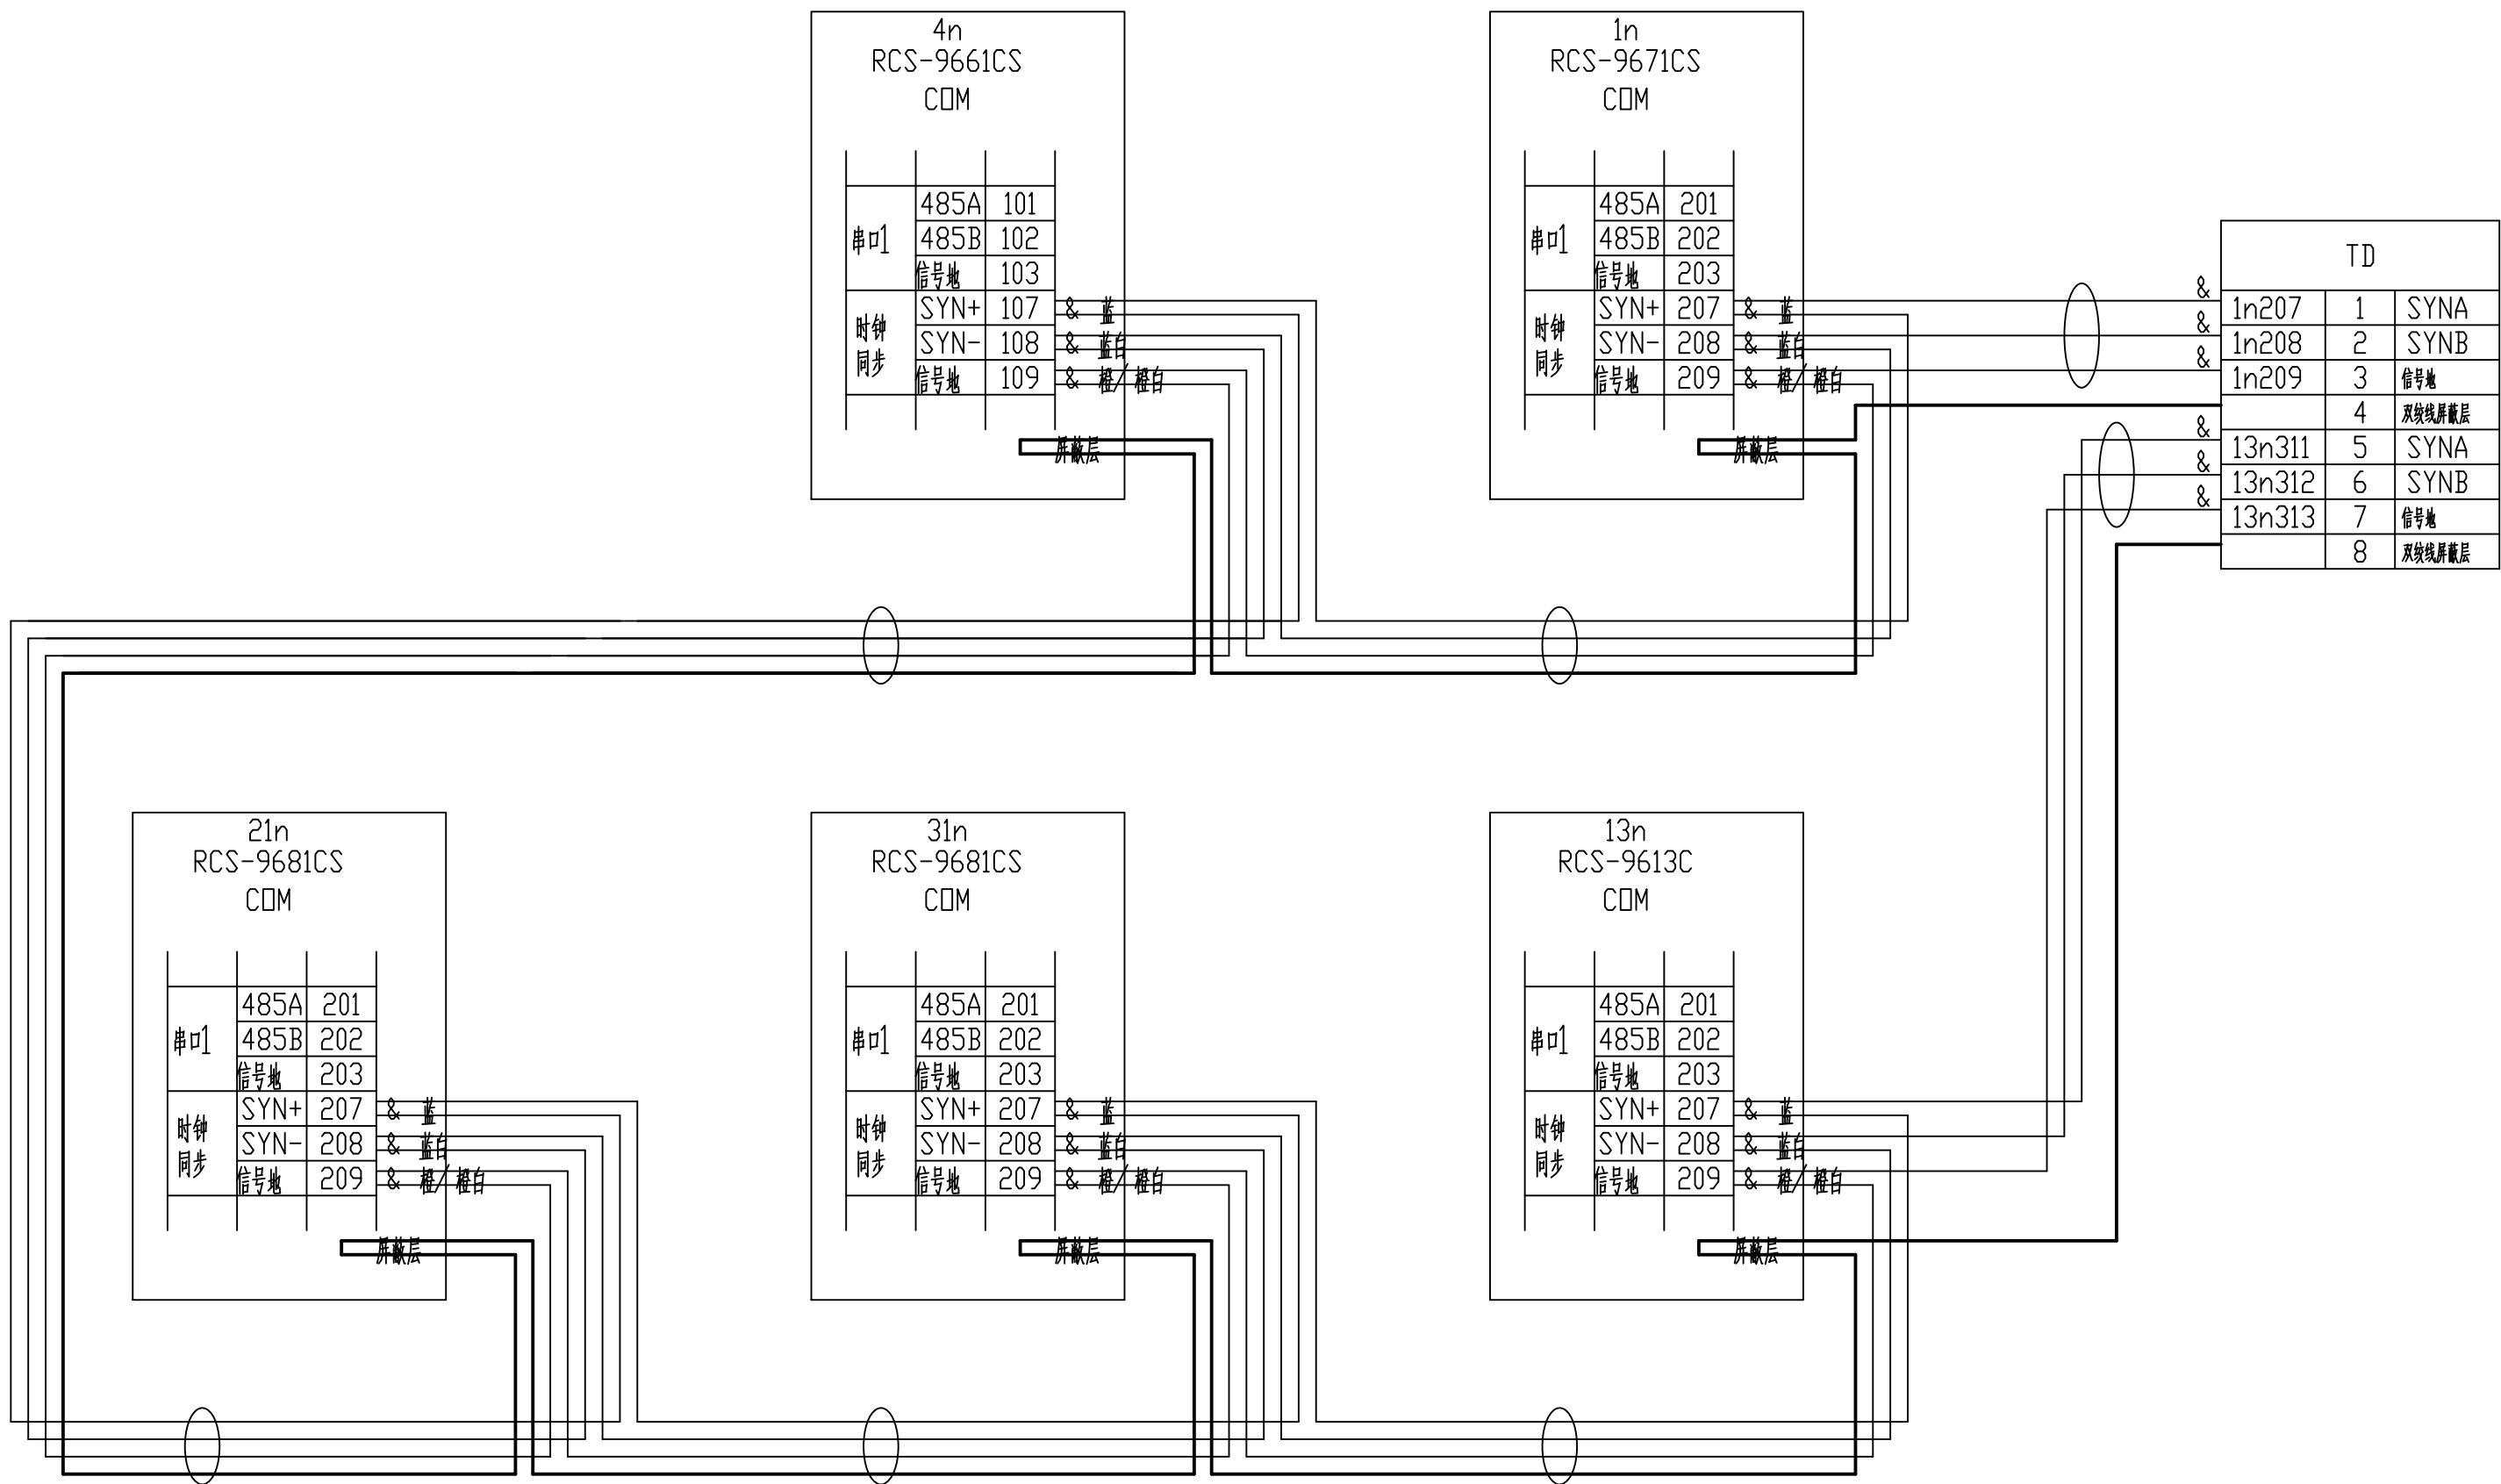 4n
RCS-9661CS
COM
485A 101
串口1 485B 102
信号地 103
SYN+ 107 & 蓝
时钟
SYN- 108 & 蓝白
同步
信号地 109 & 橙/橙白
屏蔽层
1n
RCS-9671CS
COM
485A 201
串口1 485B 202
信号地 203
SYN+ 207 & 蓝
时钟
SYN- 208 & 蓝白
同步
信号地 209 & 橙/橙白
屏蔽层
TD
& 1n207 1 SYNA
& 1n208 2 SYNB
& 1n209 3 信号地
4 双绞线屏蔽层
& 13n311 5 SYNA
& 13n312 6 SYNB
& 13n313 7 信号地
8 双绞线屏蔽层
21n
RCS-9681CS
COM
485A 201
串口1 485B 202
信号地 203
SYN+ 207 & 蓝
时钟
SYN- 208 & 蓝白
同步
信号地 209 & 橙/橙白
屏蔽层
31n
RCS-9681CS
COM
485A 201
串口1 485B 202
信号地 203
SYN+ 207 & 蓝
时钟
SYN- 208 & 蓝白
同步
信号地 209 & 橙/橙白
屏蔽层
13n
RCS-9613C
COM
485A 201
串口1 485B 202
信号地 203
SYN+ 207 & 蓝
时钟
SYN- 208 & 蓝白
同步
信号地 209 & 橙/橙白
屏蔽层